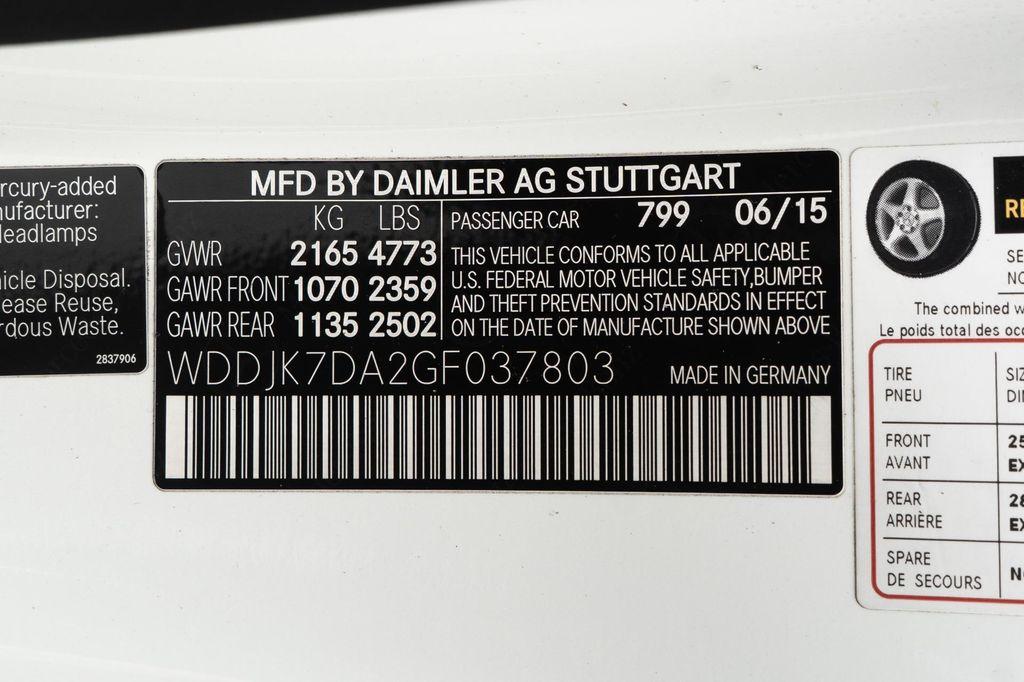 rcury-added
nufacturer:
eadlamps
icle Disposal.
ease Reuse,
rdous Waste.
2837906
MFD BY DAIMLER AG STUTTGART
KG LBS
GVWR 2165 4773
GAWR FRONT 1070 2359
GAWR REAR 1135 2502
PASSENGER CAR 799 06/15
THIS VEHICLE CONFORMS TO ALL APPLICABLE
U.S. FEDERAL MOTOR VEHICLE SAFETY,BUMPER
AND THEFT PREVENTION STANDARDS IN EFFECT
ON THE DATE OF MANUFACTURE SHOWN ABOVE
WDDJK7DA2GF037803 MADE IN GERMANY
The combined w
Le poids total des occ
TIRE
PNEU
FRONT
AVANT
REAR
ARRIÈRE
SPARE
DE SECOURS